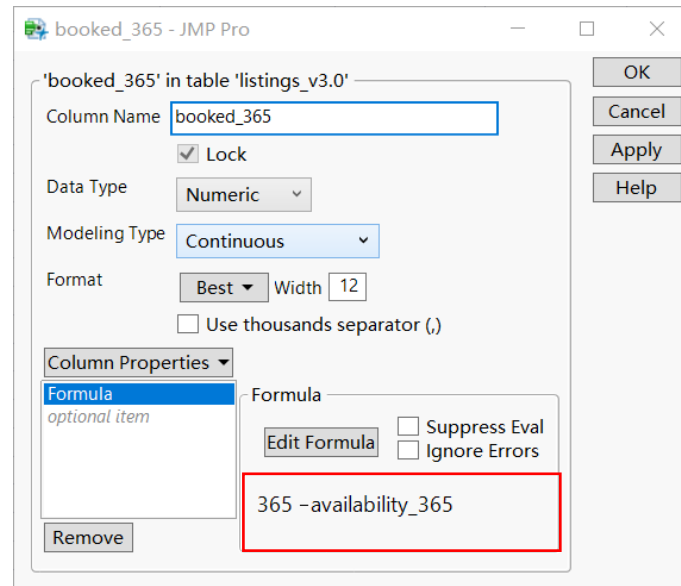 booked_365 - JMP Pro
'booked_365' in table 'listings_v3.0'
OK
Column Name booked_365
Cancel
Lock
Apply
Data Type Numeric
Help
Modeling Type Continuous
Format Best Width 12
Use thousands separator (,)
Column Properties
Formula
optional item
Formula
Edit Formula
Suppress Eval
Ignore Errors
365 –availability_365
Remove